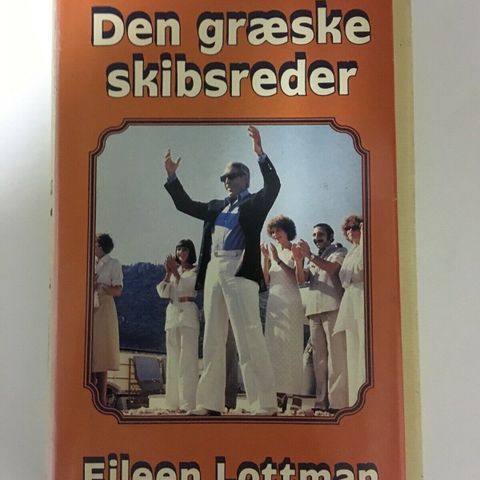 Den græske
skibsreder
Eileen Lottman